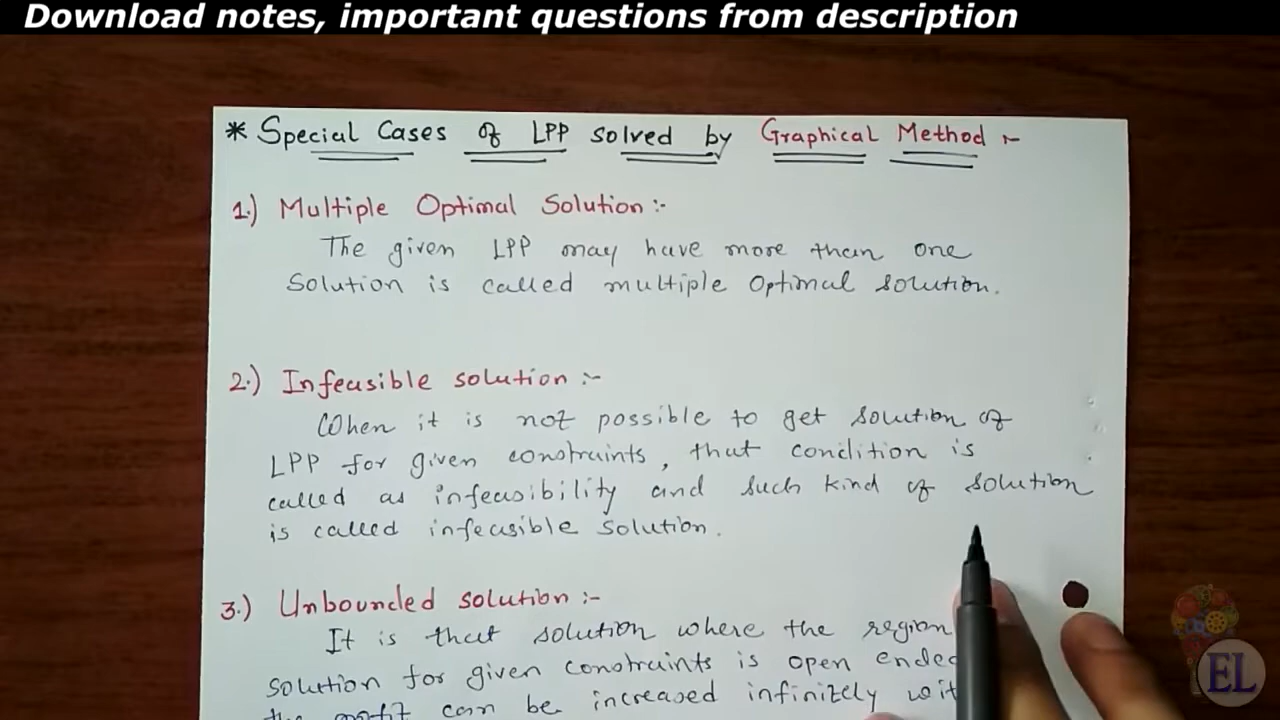 Download notes, important questions from description
* Special Cases of LPP solved by Graphical Method :-
1.) Multiple Optimal Solution :-
The given LPP may have more than one
Solution is called multiple Optimal solution.
2.) Infeasible solution :-
When it is not possible to get solution of
LPP for given constraints, that condition is
called as infeasibility and such kind of solution
is called infeasible solution.
3.) Unbounded solution :-
It is that solution where the region
solution for given constraints is open ended
the profit can be increased infinitely
EL